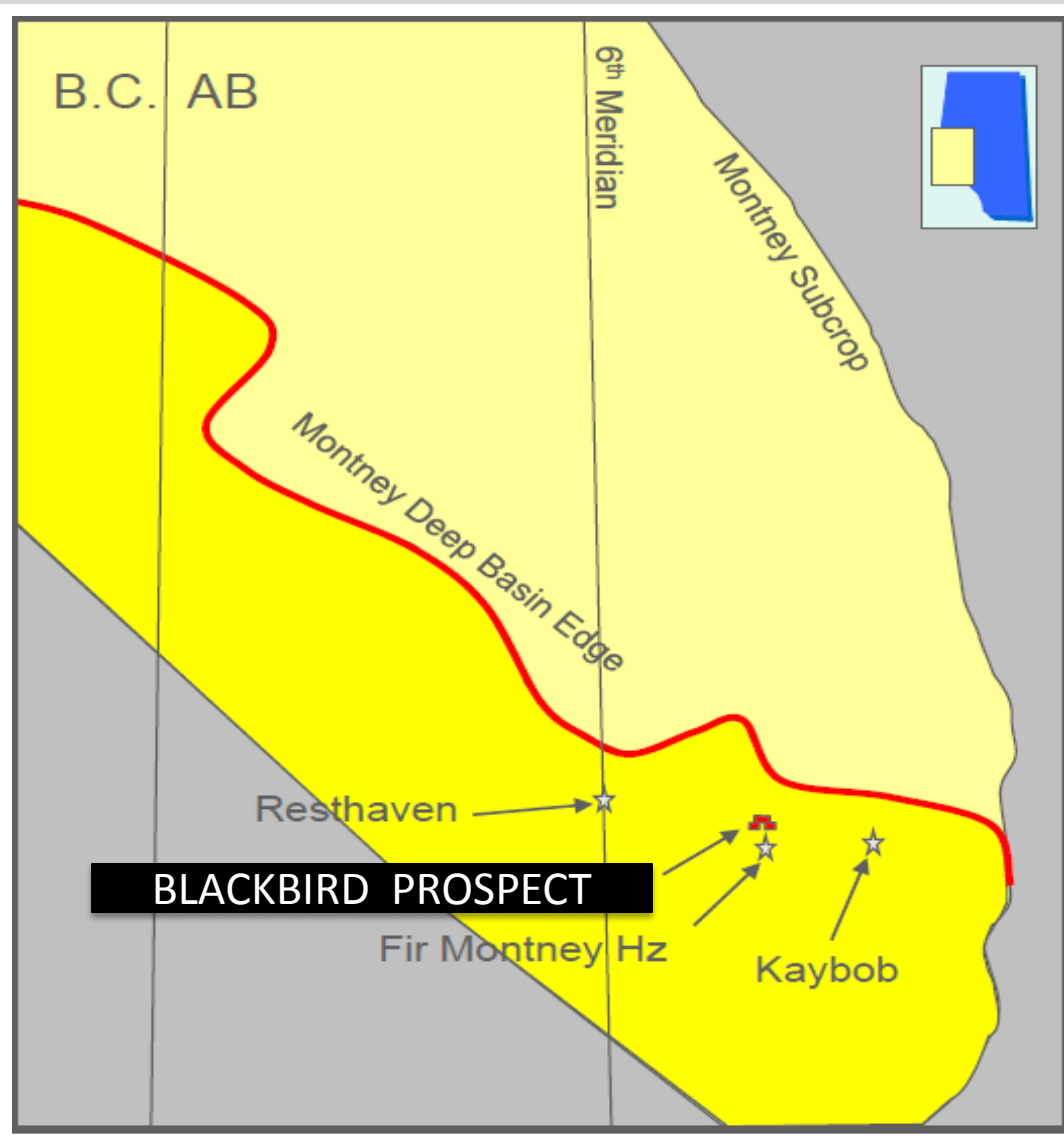 B.C. AB
6th Meridian
Montney Subcrop
Montney Deep Basin Edge
Resthaven
BLACKBIRD PROSPECT
Fir Montney Hz
Kaybob